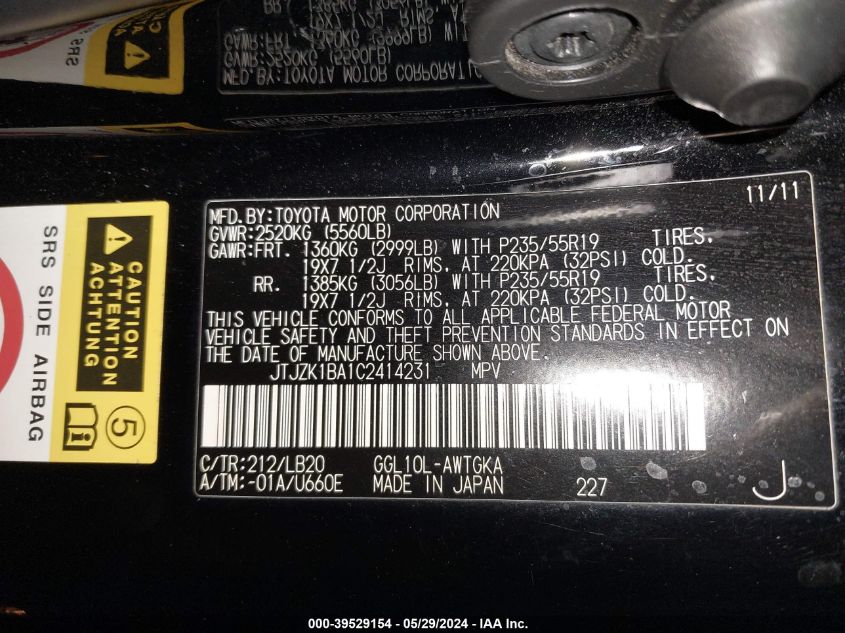 MFD.BY:TOYOTA MOTOR CORPORATION 11/11
GVWR:2520KG (5560LB)
GAWR:FRT. 1360KG (2999LB) WITH P235/55R19 TIRES,
19X7 1/2J RIMS, AT 220KPA (32PSI) COLD.
RR. 1385KG (3056LB) WITH P235/55R19 TIRES,
19X7 1/2J RIMS, AT 220KPA (32PSI) COLD.
THIS VEHICLE CONFORMS TO ALL APPLICABLE FEDERAL MOTOR
VEHICLE SAFETY AND THEFT PREVENTION STANDARDS IN EFFECT ON
THE DATE OF MANUFACTURE SHOWN ABOVE.
JTJZK1BA1C2414231 MPV
C/TR:212/LB20 GGL10L-AWTGKA
A/TM:-01A/U660E MADE IN JAPAN 227 J
SRS SIDE AIRBAG
CAUTION
ATTENTION
ACHTUNG
5
000-39529154 - 05/29/2024 - IAA Inc.